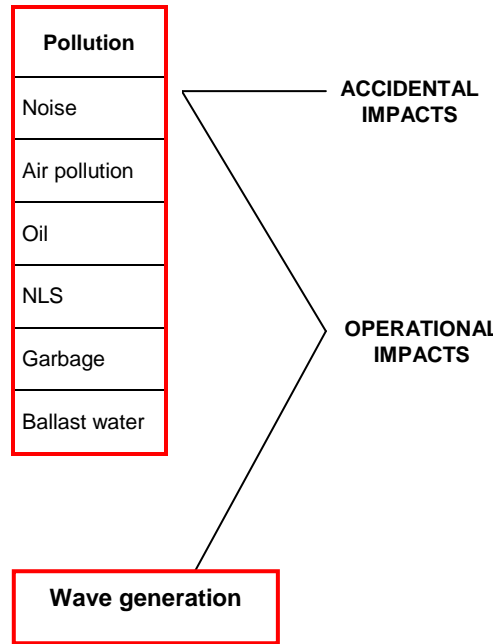 Pollution
Noise
Air pollution
Oil
NLS
Garbage
Ballast water
ACCIDENTAL
IMPACTS
OPERATIONAL
IMPACTS
Wave generation